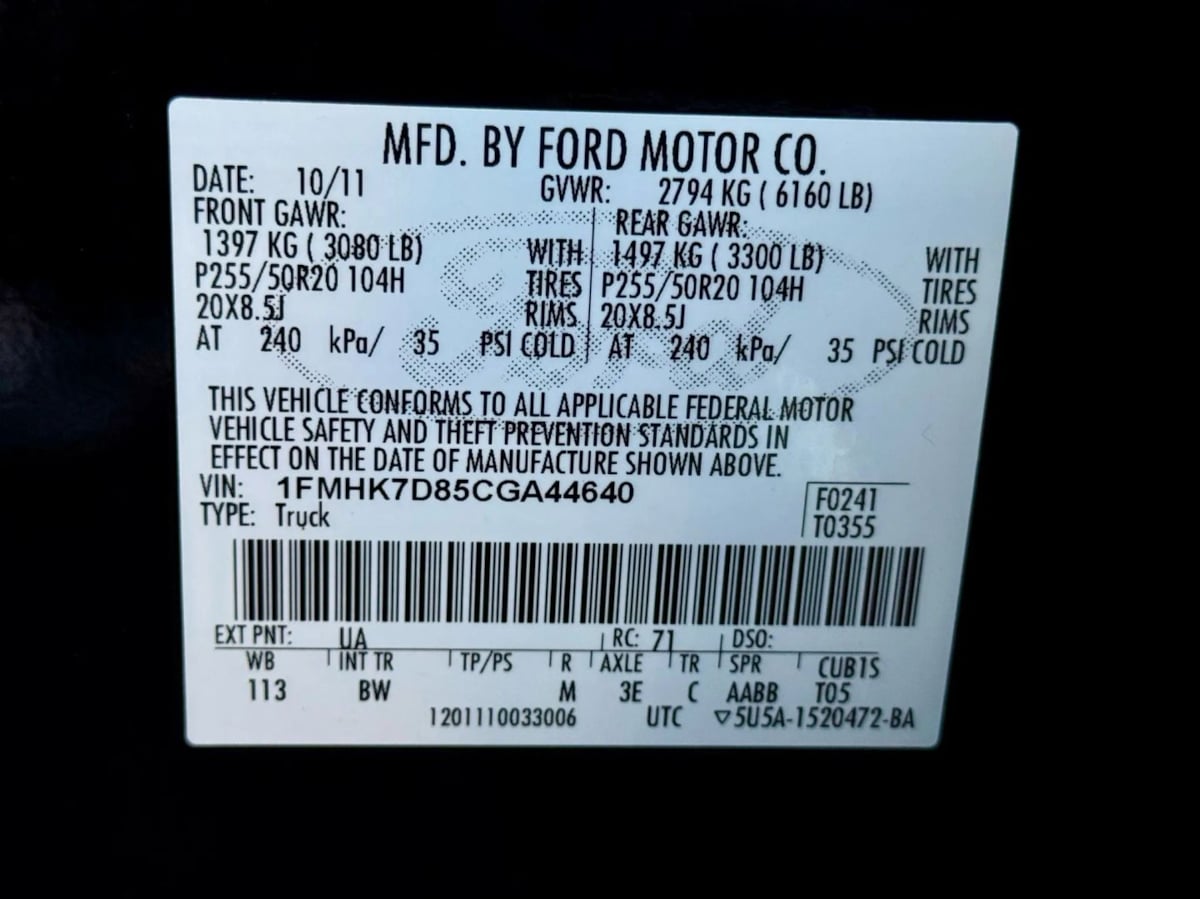 MFD. BY FORD MOTOR CO.
DATE: 10/11 GVWR: 2794 KG ( 6160 LB)
FRONT GAWR: REAR GAWR:
1397 KG ( 3080 LB) WITH 1497 KG ( 3300 LB) WITH
P255/50R20 104H TIRES P255/50R20 104H TIRES
20X8.5J RIMS 20X8.5J RIMS
AT 240 kPa/ 35 PSI COLD AT 240 kPa/ 35 PSI COLD
THIS VEHICLE CONFORMS TO ALL APPLICABLE FEDERAL MOTOR
VEHICLE SAFETY AND THEFT PREVENTION STANDARDS IN
EFFECT ON THE DATE OF MANUFACTURE SHOWN ABOVE.
VIN: 1FMHK7D85CGA44640 F0241
TYPE: Truck T0355
EXT PNT: UA RC: 71 DSO:
WB INT TR TP/PS R AXLE TR SPR CUB1S
113 BW M 3E C AABB T05
1201110033006 UTC ▽5U5A-1520472-BA
Ford